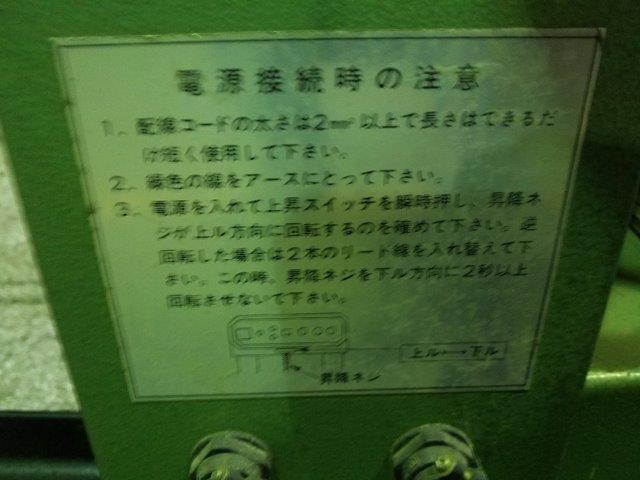 電源接続時の注意
1、配線コードの太さは2mm²以上で長さはできるだ
け短く使用して下さい。
2、緑色の線をアースにとって下さい。
3、電源を入れて上昇スイッチを瞬時押し、昇降ネ
ジが上ル方向に回転するのを確めて下さい。逆
回転した場合は2本のリード線を入れ替えて下
さい。この時、昇降ネジを下ル方向に2秒以上
回転させないで下さい。
上ル←→下ル
昇降ネジ